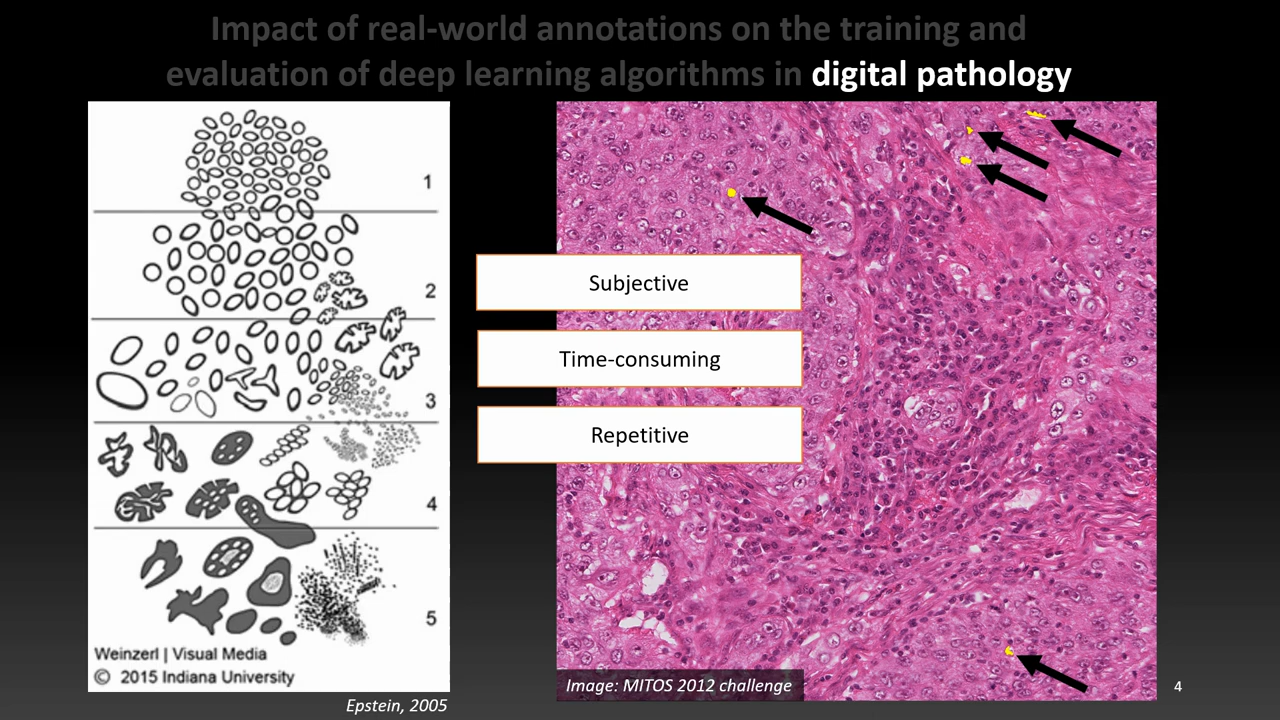 Impact of real-world annotations on the training and
evaluation of deep learning algorithms in digital pathology
1
2
3
4
5
Weinzerl | Visual Media
© 2015 Indiana University
Epstein, 2005
Subjective
Time-consuming
Repetitive
Image: MITOS 2012 challenge
4